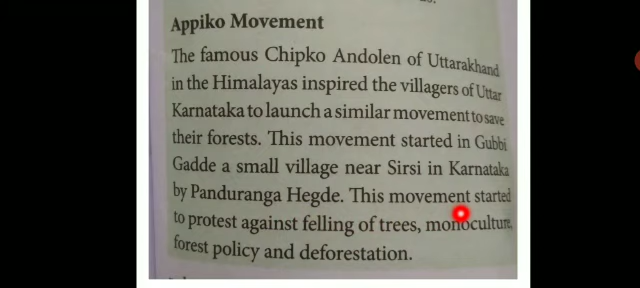 Appiko Movement
The famous Chipko Andolen of Uttarakhand
in the Himalayas inspired the villagers of Uttar
Karnataka to launch a similar movement to save
their forests. This movement started in Gubbi
Gadde a small village near Sirsi in Karnataka
by Panduranga Hegde. This movement started
to protest against felling of trees, monoculture,
forest policy and deforestation.